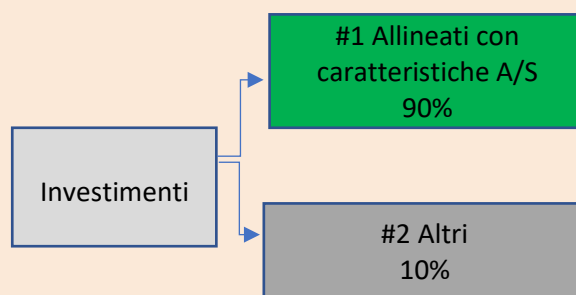 #1 Allineati con
caratteristiche A/S
90%
Investimenti
#2 Altri
10%